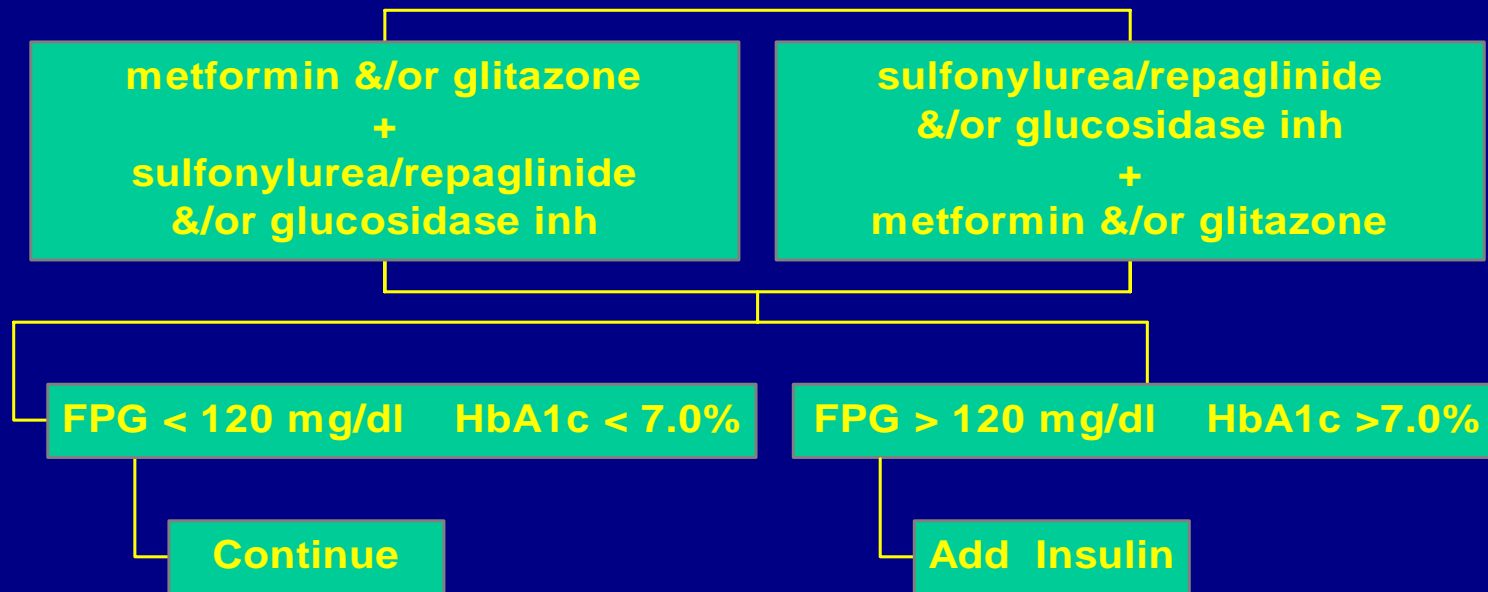 metformin &/or glitazone
+
sulfonylurea/repaglinide
&/or glucosidase inh
sulfonylurea/repaglinide
&/or glucosidase inh
+
metformin &/or glitazone
FPG < 120 mg/dl HbA1c < 7.0%
FPG > 120 mg/dl HbA1c >7.0%
Continue
Add Insulin